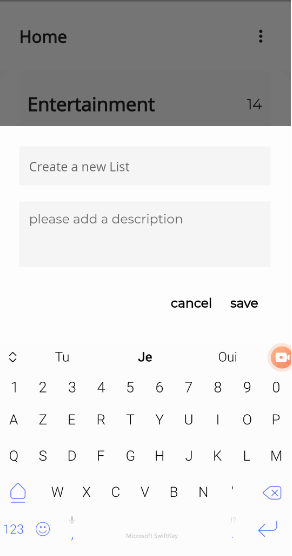 Home
Entertainment 14
Create a new List
please add a description
cancel save
Tu Je Oui
1 2 3 4 5 6 7 8 9 0
A Z E R T Y U I O P
Q S D F G H J K L M
W X C V B N '
123 , Microsoft SwiftKey .